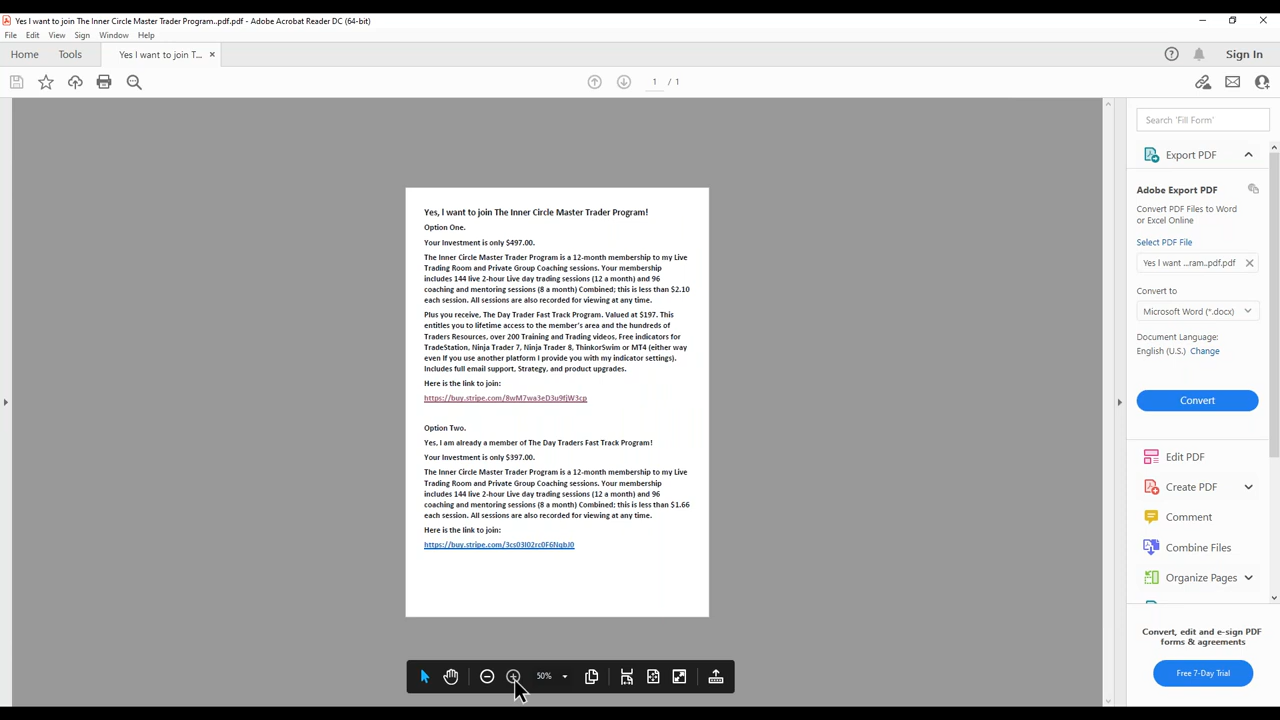 Yes I want to join The Inner Circle Master Trader Program..pdf.pdf - Adobe Acrobat Reader DC (64-bit)
File Edit View Sign Window Help
Home Tools Yes I want to join T... × Sign In
1 / 1
Search 'Fill Form'
Export PDF
Adobe Export PDF
Convert PDF Files to Word
or Excel Online
Select PDF File
Yes I want ...ram..pdf.pdf
Convert to
Microsoft Word (*.docx)
Document Language:
English (U.S.) Change
Convert
Edit PDF
Create PDF
Comment
Combine Files
Organize Pages
Convert, edit and e-sign PDF
forms & agreements
Free 7-Day Trial
Yes, I want to join The Inner Circle Master Trader Program!
Option One.
Your Investment is only $497.00.
The Inner Circle Master Trader Program is a 12-month membership to my Live
Trading Room and Private Group Coaching sessions. Your membership
includes 144 live 2-hour Live day trading sessions (12 a month) and 96
coaching and mentoring sessions (8 a month) Combined; this is less than $2.10
each session. All sessions are also recorded for viewing at any time.
Plus you receive, The Day Trader Fast Track Program. Valued at $197. This
entitles you to lifetime access to the member's area and the hundreds of
Traders Resources, over 200 Training and Trading videos, Free indicators for
TradeStation, Ninja Trader 7, Ninja Trader 8, ThinkorSwim or MT4 (either way
even If you use another platform I provide you with my indicator settings).
Includes full email support, Strategy, and product upgrades.
Here is the link to join:
https://buy.stripe.com/8wM7wa3eD3u9fjW3cp
Option Two.
Yes, I am already a member of The Day Traders Fast Track Program!
Your Investment is only $397.00.
The Inner Circle Master Trader Program is a 12-month membership to my Live
Trading Room and Private Group Coaching sessions. Your membership
includes 144 live 2-hour Live day trading sessions (12 a month) and 96
coaching and mentoring sessions (8 a month) Combined; this is less than $1.66
each session. All sessions are also recorded for viewing at any time.
Here is the link to join:
https://buy.stripe.com/3cs03I02rc0F6NqbJ0
50%